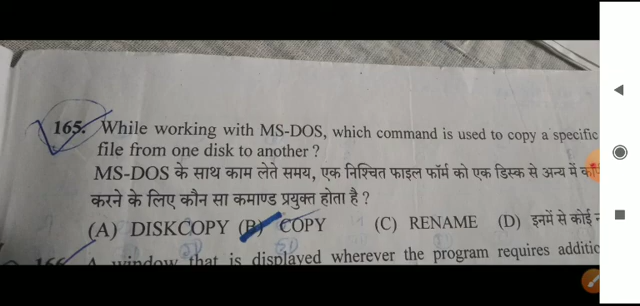 165. While working with MS-DOS, which command is used to copy a specific
file from one disk to another ?
MS-DOS के साथ काम लेते समय, एक निश्चित फाइल फॉर्म को एक डिस्क से अन्य में
करने के लिए कौन सा कमाण्ड प्रयुक्त होता है ?
(A) DISKCOPY (B) COPY (C) RENAME (D) इनमें से कोई
166. A window that is displayed wherever the program requires